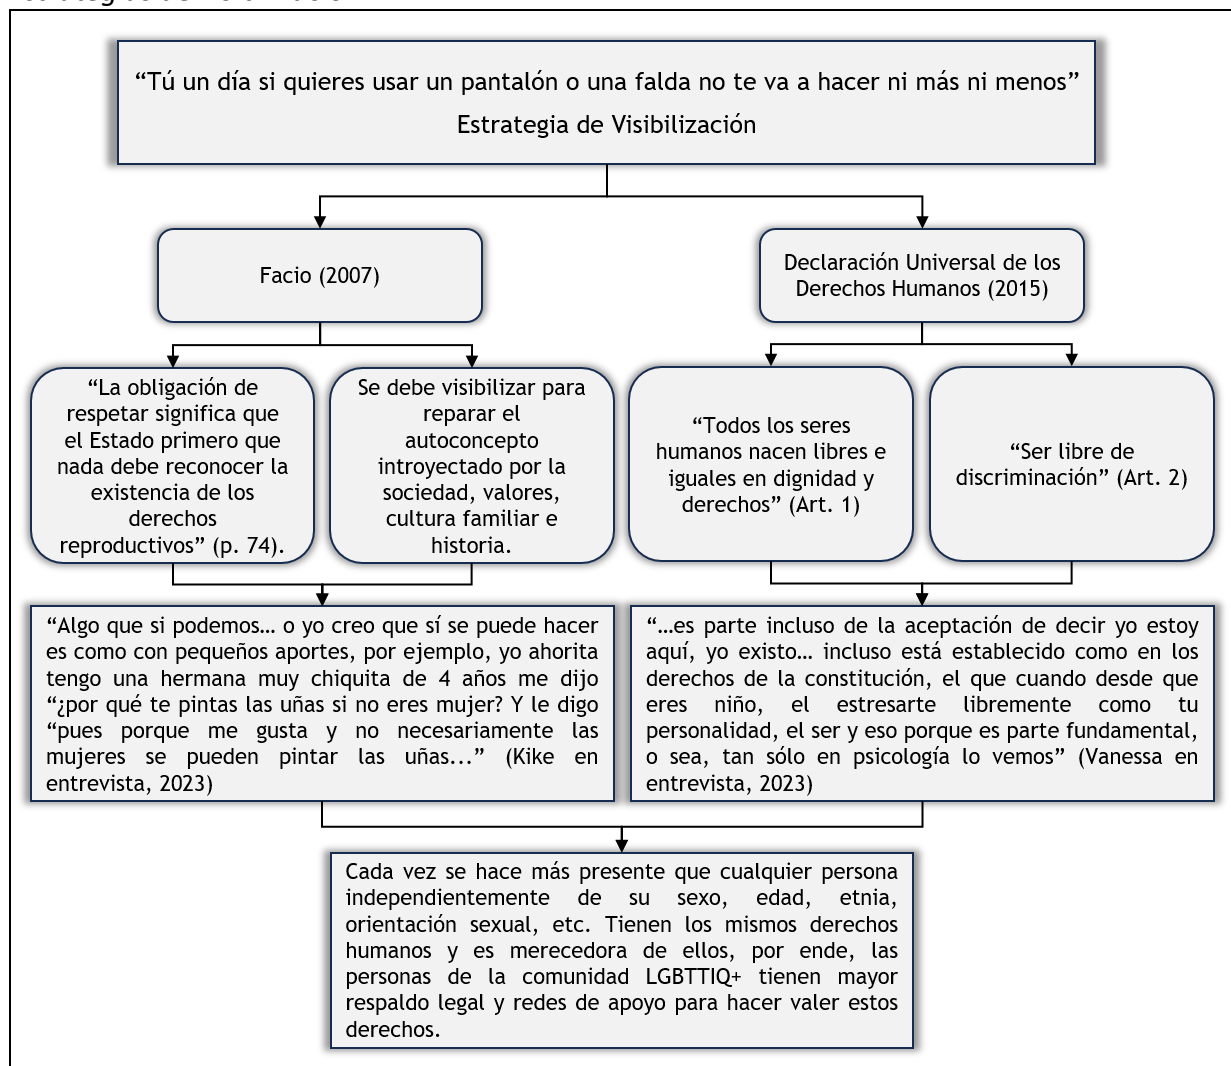 “Tú un día si quieres usar un pantalón o una falda no te va a hacer ni más ni menos”
Estrategia de Visibilización
Facio (2007)
Declaración Universal de los
Derechos Humanos (2015)
“La obligación de
respetar significa que
el Estado primero que
nada debe reconocer la
existencia de los
derechos
reproductivos” (p. 74).
Se debe visibilizar para
reparar el
autoconcepto
introyectado por la
sociedad, valores,
cultura familiar e
historia.
“Todos los seres
humanos nacen libres e
iguales en dignidad y
derechos” (Art. 1)
“Ser libre de
discriminación” (Art. 2)
“Algo que si podemos… o yo creo que sí se puede hacer
es como con pequeños aportes, por ejemplo, yo ahorita
tengo una hermana muy chiquita de 4 años me dijo
“¿por qué te pintas las uñas si no eres mujer? Y le digo
“pues porque me gusta y no necesariamente las
mujeres se pueden pintar las uñas...” (Kike en
entrevista, 2023)
“…es parte incluso de la aceptación de decir yo estoy
aquí, yo existo… incluso está establecido como en los
derechos de la constitución, el que cuando desde que
eres niño, el estresarte libremente como tu
personalidad, el ser y eso porque es parte fundamental,
o sea, tan sólo en psicología lo vemos” (Vanessa en
entrevista, 2023)
Cada vez se hace más presente que cualquier persona
independientemente de su sexo, edad, etnia,
orientación sexual, etc. Tienen los mismos derechos
humanos y es merecedora de ellos, por ende, las
personas de la comunidad LGBTTIQ+ tienen mayor
respaldo legal y redes de apoyo para hacer valer estos
derechos.